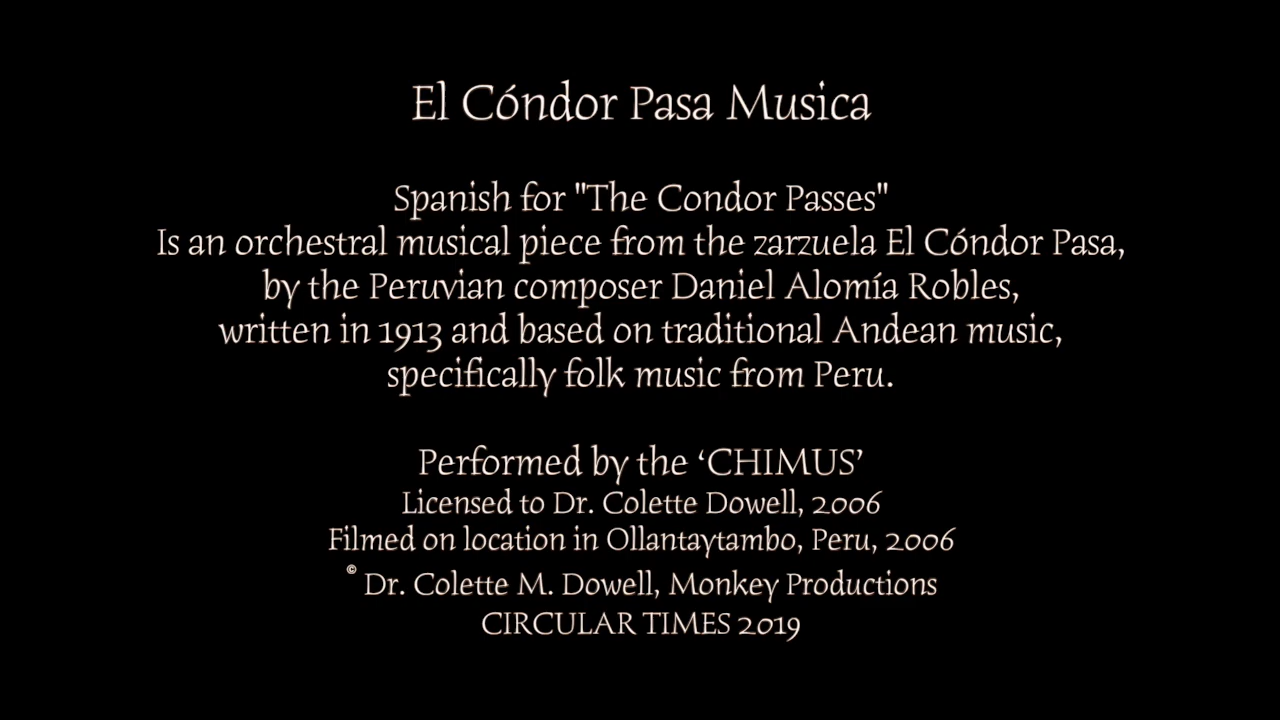 El Cóndor Pasa Musica
Spanish for "The Condor Passes"
Is an orchestral musical piece from the zarzuela El Cóndor Pasa,
by the Peruvian composer Daniel Alomía Robles,
written in 1913 and based on traditional Andean music,
specifically folk music from Peru.
Performed by the ‘CHIMUS’
Licensed to Dr. Colette Dowell, 2006
Filmed on location in Ollantaytambo, Peru, 2006
© Dr. Colette M. Dowell, Monkey Productions
CIRCULAR TIMES 2019